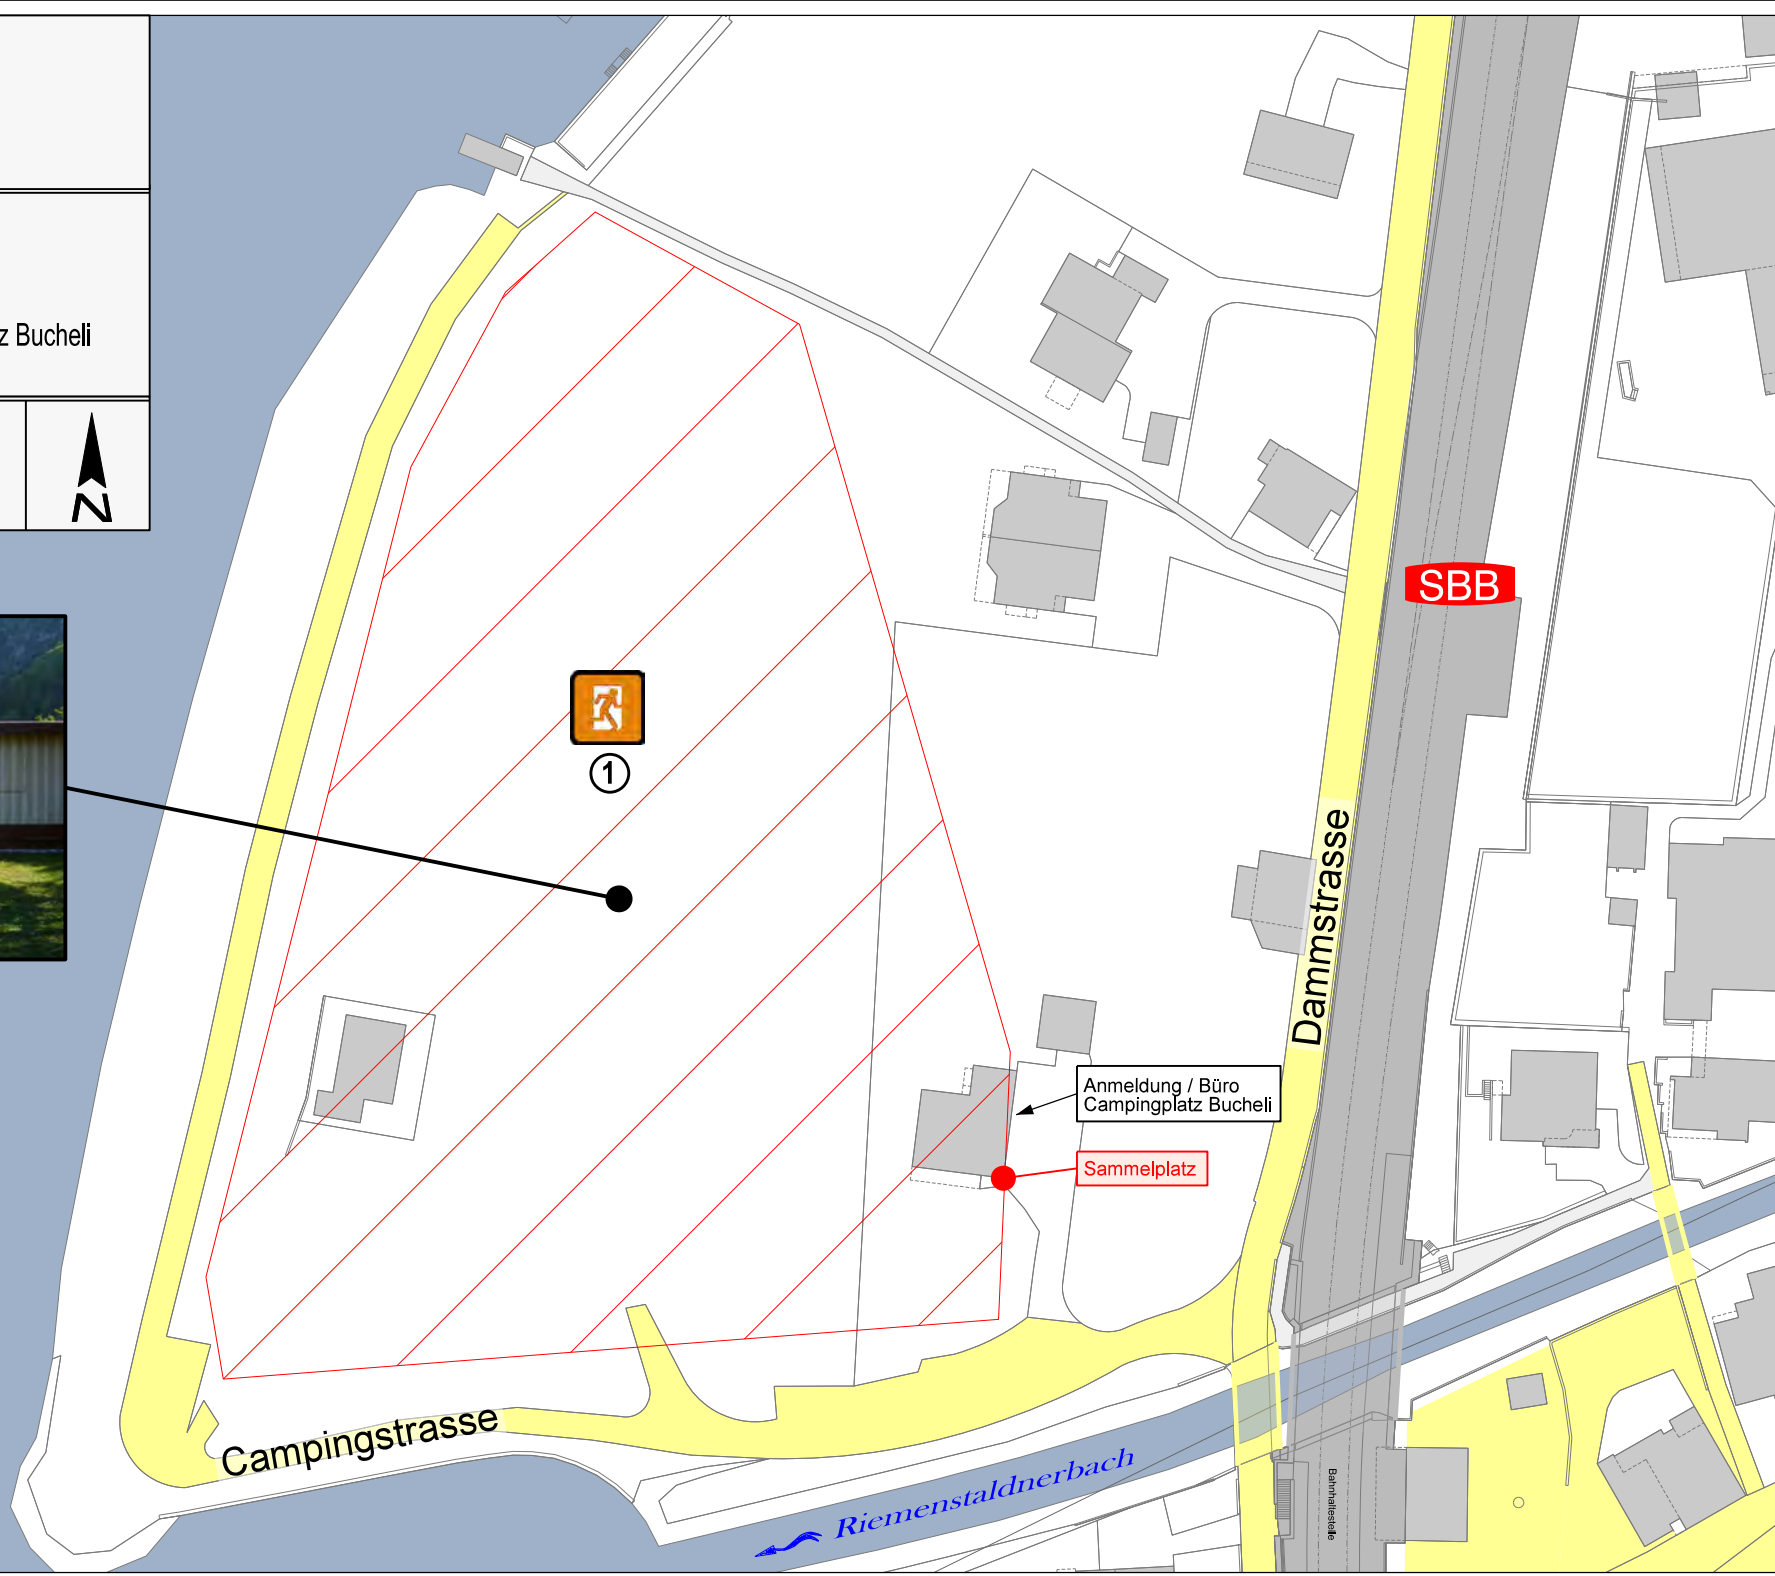 z Bucheli
N
SBB
1
Dammstrasse
Anmeldung / Büro
Campingplatz Bucheli
Sammelplatz
Campingstrasse
Riemenstaldnerbach
Bahnhaltestelle